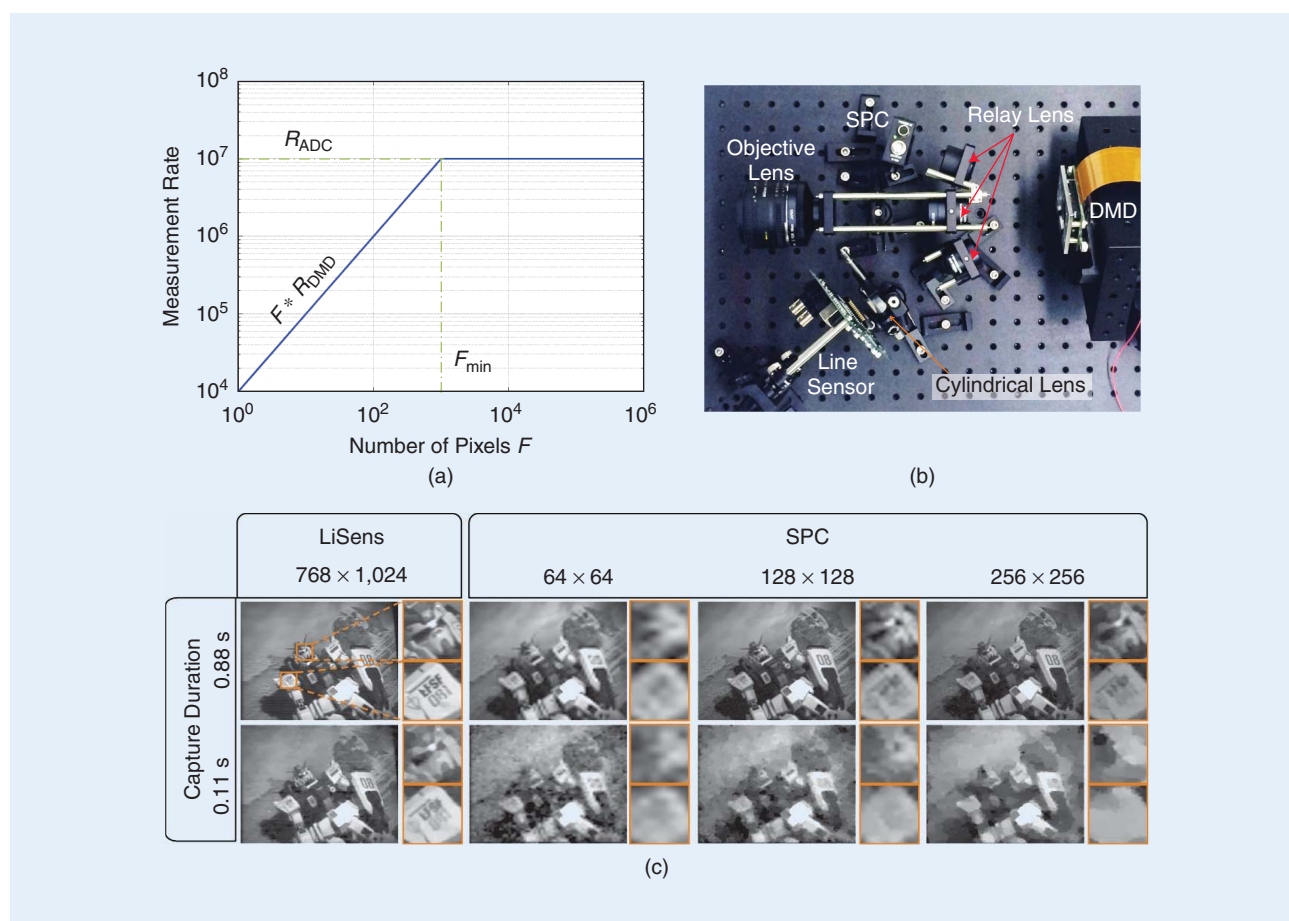 10^8
10^7
10^6
10^5
10^4
Measurement Rate
R_ADC
F* R_DMD
F_min
10^0 10^2 10^4 10^6
Number of Pixels F
(a)
SPC
Relay Lens
Objective
Lens
DMD
Line
Sensor
Cylindrical Lens
(b)
LiSens
SPC
768 × 1,024
64 × 64
128 × 128
256 × 256
Capture Duration
0.88 s
0.11 s
(c)